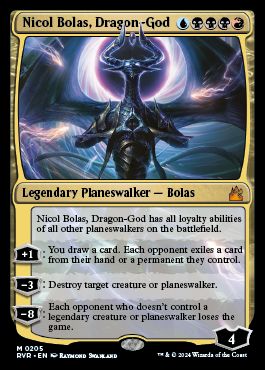 Nicol Bolas, Dragon-God
Legendary Planeswalker — Bolas
Nicol Bolas, Dragon-God has all loyalty abilities
of all other planeswalkers on the battlefield.
+1 : You draw a card. Each opponent exiles a card
from their hand or a permanent they control.
-3 : Destroy target creature or planeswalker.
-8 : Each opponent who doesn't control a
legendary creature or planeswalker loses the
game.
4
M 0205
RVR • EN Raymond Swanland
™ & © 2024 Wizards of the Coast